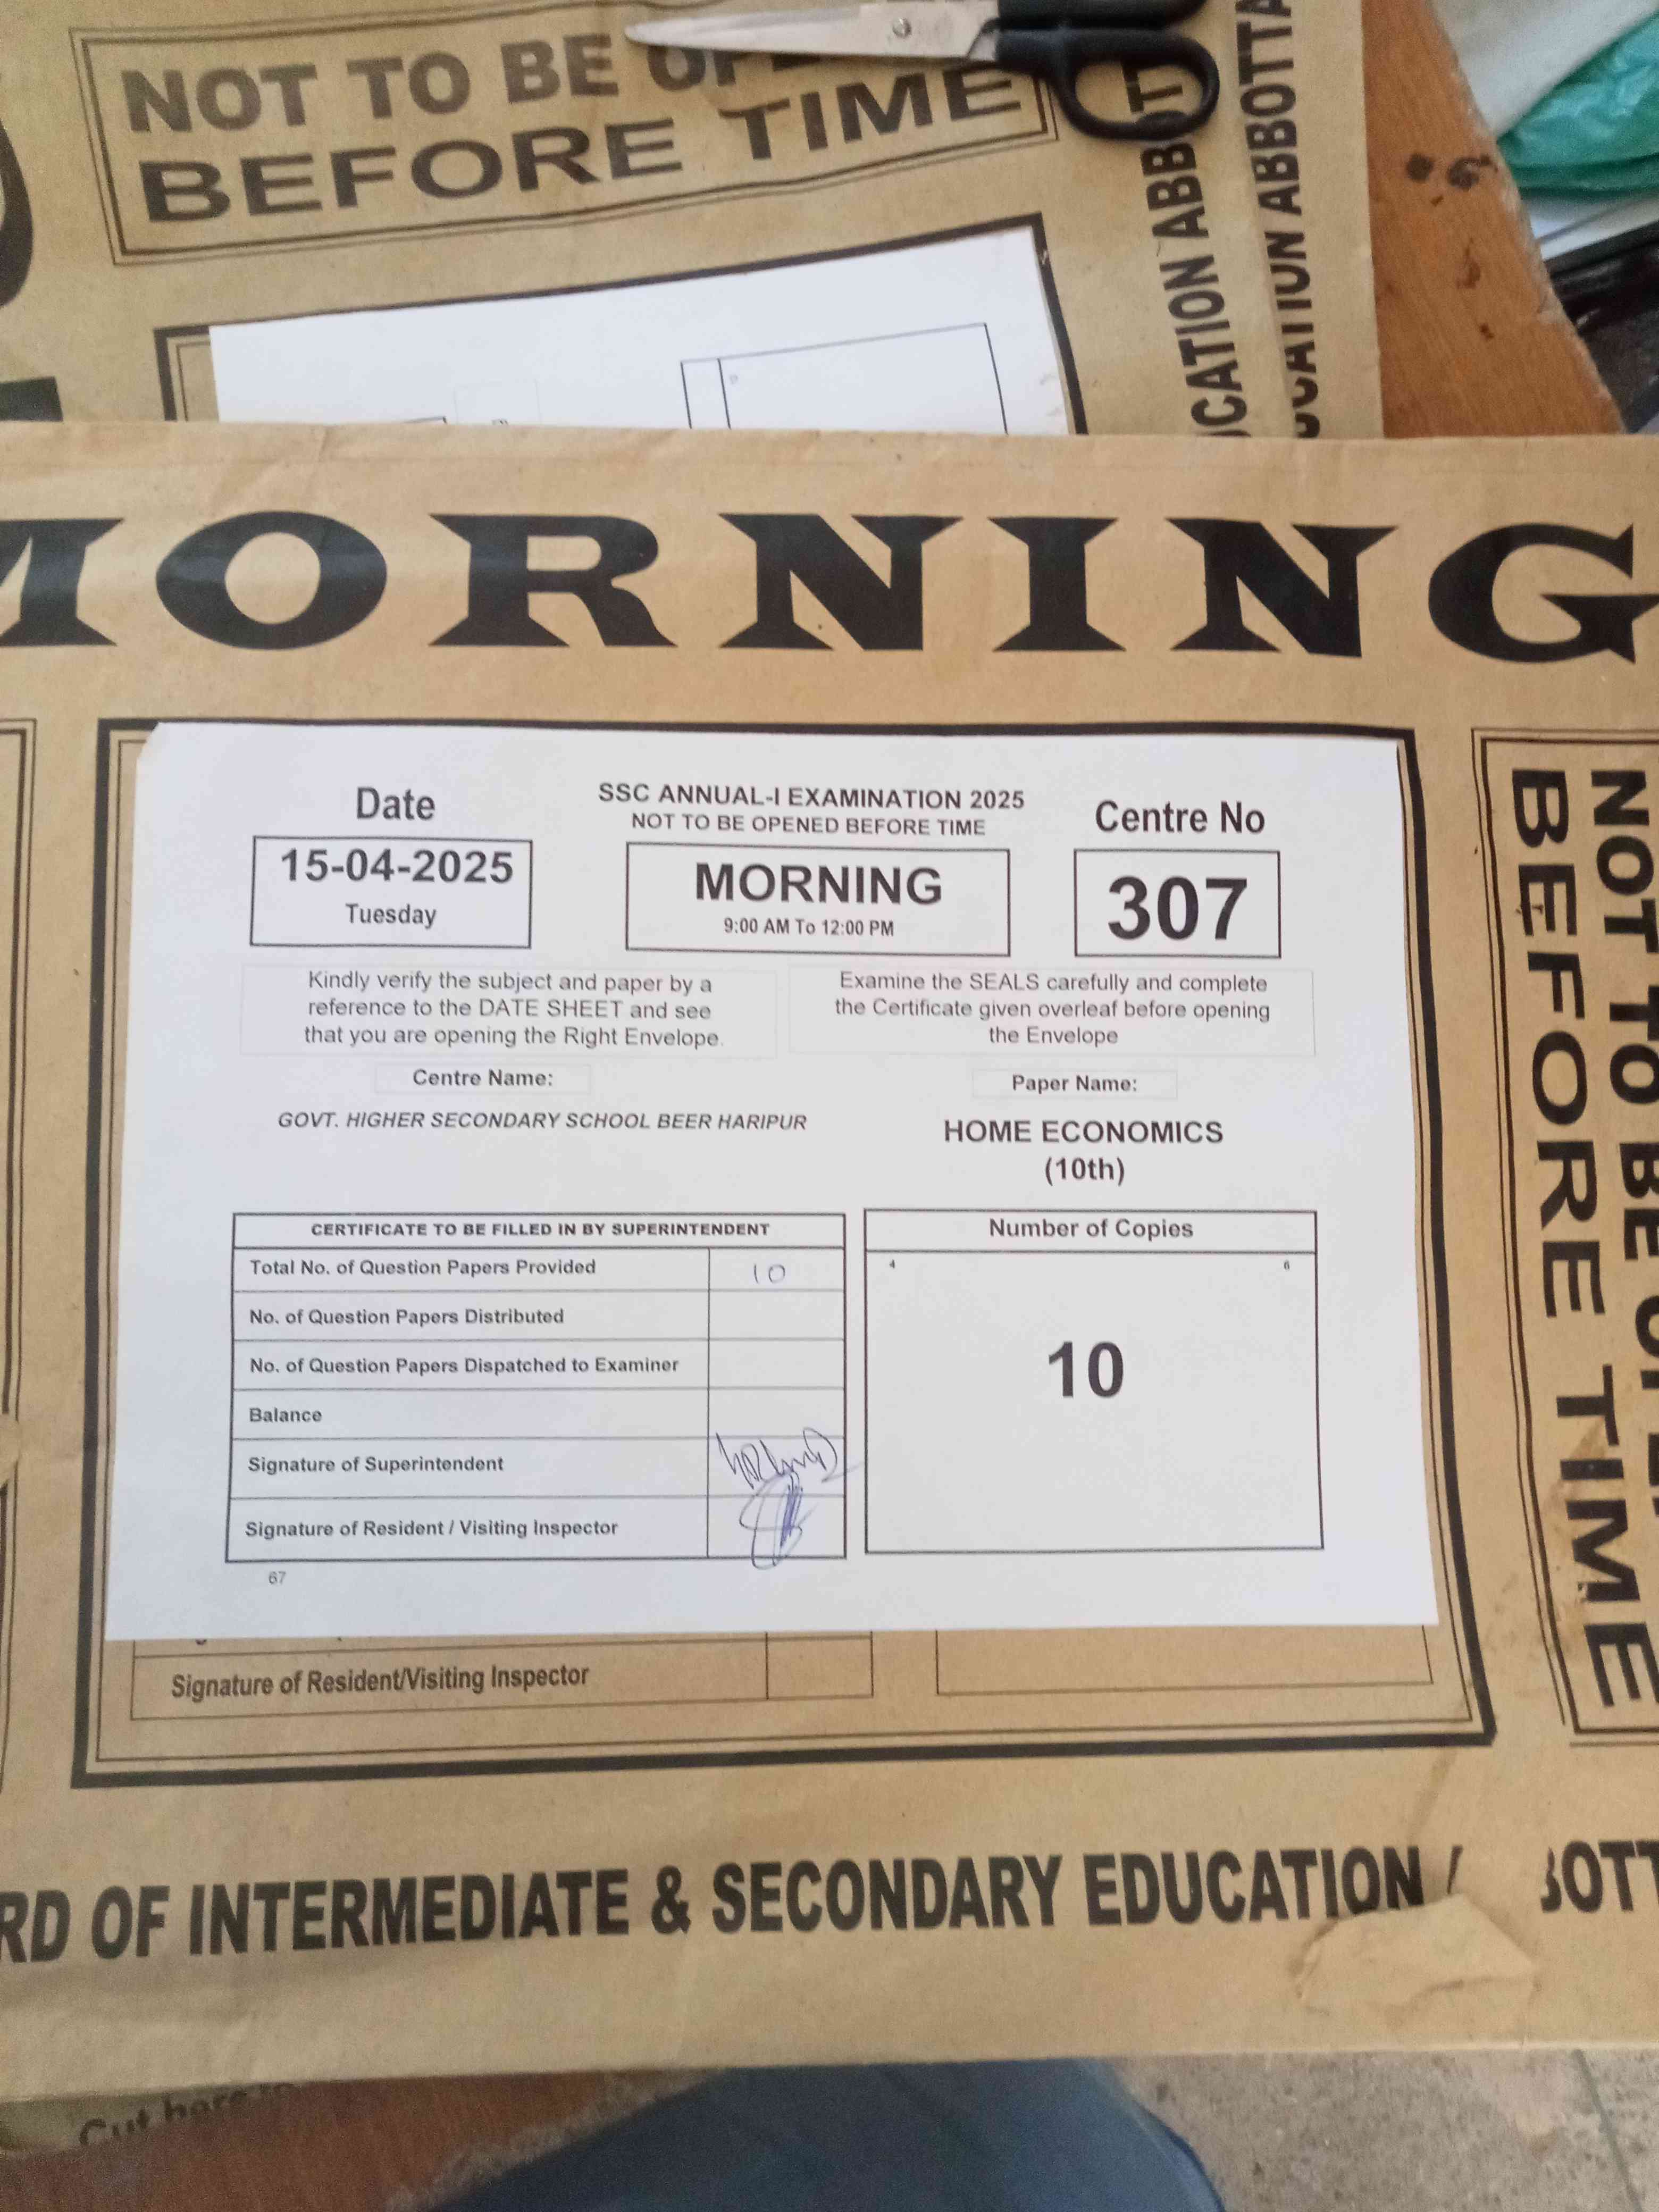 NOT TO BE
BEFORE TIME
CATION ABBOTT
UCATION ABBOTTA
MORNING
Date
15-04-2025
Tuesday
SSC ANNUAL-I EXAMINATION 2025
NOT TO BE OPENED BEFORE TIME
MORNING
9:00 AM To 12:00 PM
Centre No
307
Kindly verify the subject and paper by a
reference to the DATE SHEET and see
that you are opening the Right Envelope.
Examine the SEALS carefully and complete
the Certificate given overleaf before opening
the Envelope
Centre Name:
GOVT. HIGHER SECONDARY SCHOOL BEER HARIPUR
Paper Name:
HOME ECONOMICS
(10th)
CERTIFICATE TO BE FILLED IN BY SUPERINTENDENT
Total No. of Question Papers Provided 10
No. of Question Papers Distributed
No. of Question Papers Dispatched to Examiner
Balance
Signature of Superintendent
Signature of Resident / Visiting Inspector
67
Number of Copies
4 6
10
Signature of Resident/Visiting Inspector
NOT TO BE
BEFORE TIME
RD OF INTERMEDIATE & SECONDARY EDUCATION BOTT
Cut here